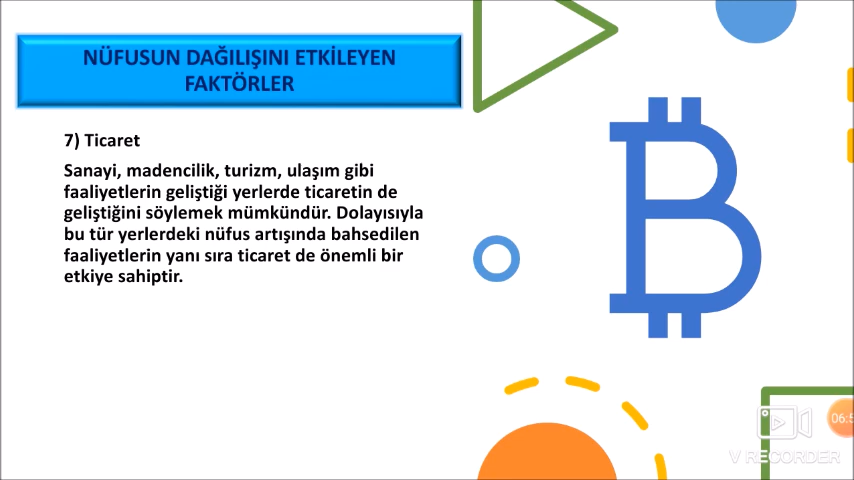 NÜFUSUN DAĞILIŞINI ETKİLEYEN
FAKTÖRLER
7) Ticaret
Sanayi, madencilik, turizm, ulaşım gibi
faaliyetlerin geliştiği yerlerde ticaretin de
geliştiğini söylemek mümkündür. Dolayısıyla
bu tür yerlerdeki nüfus artışında bahsedilen
faaliyetlerin yanı sıra ticaret de önemli bir
etkiye sahiptir.
V RECORDER